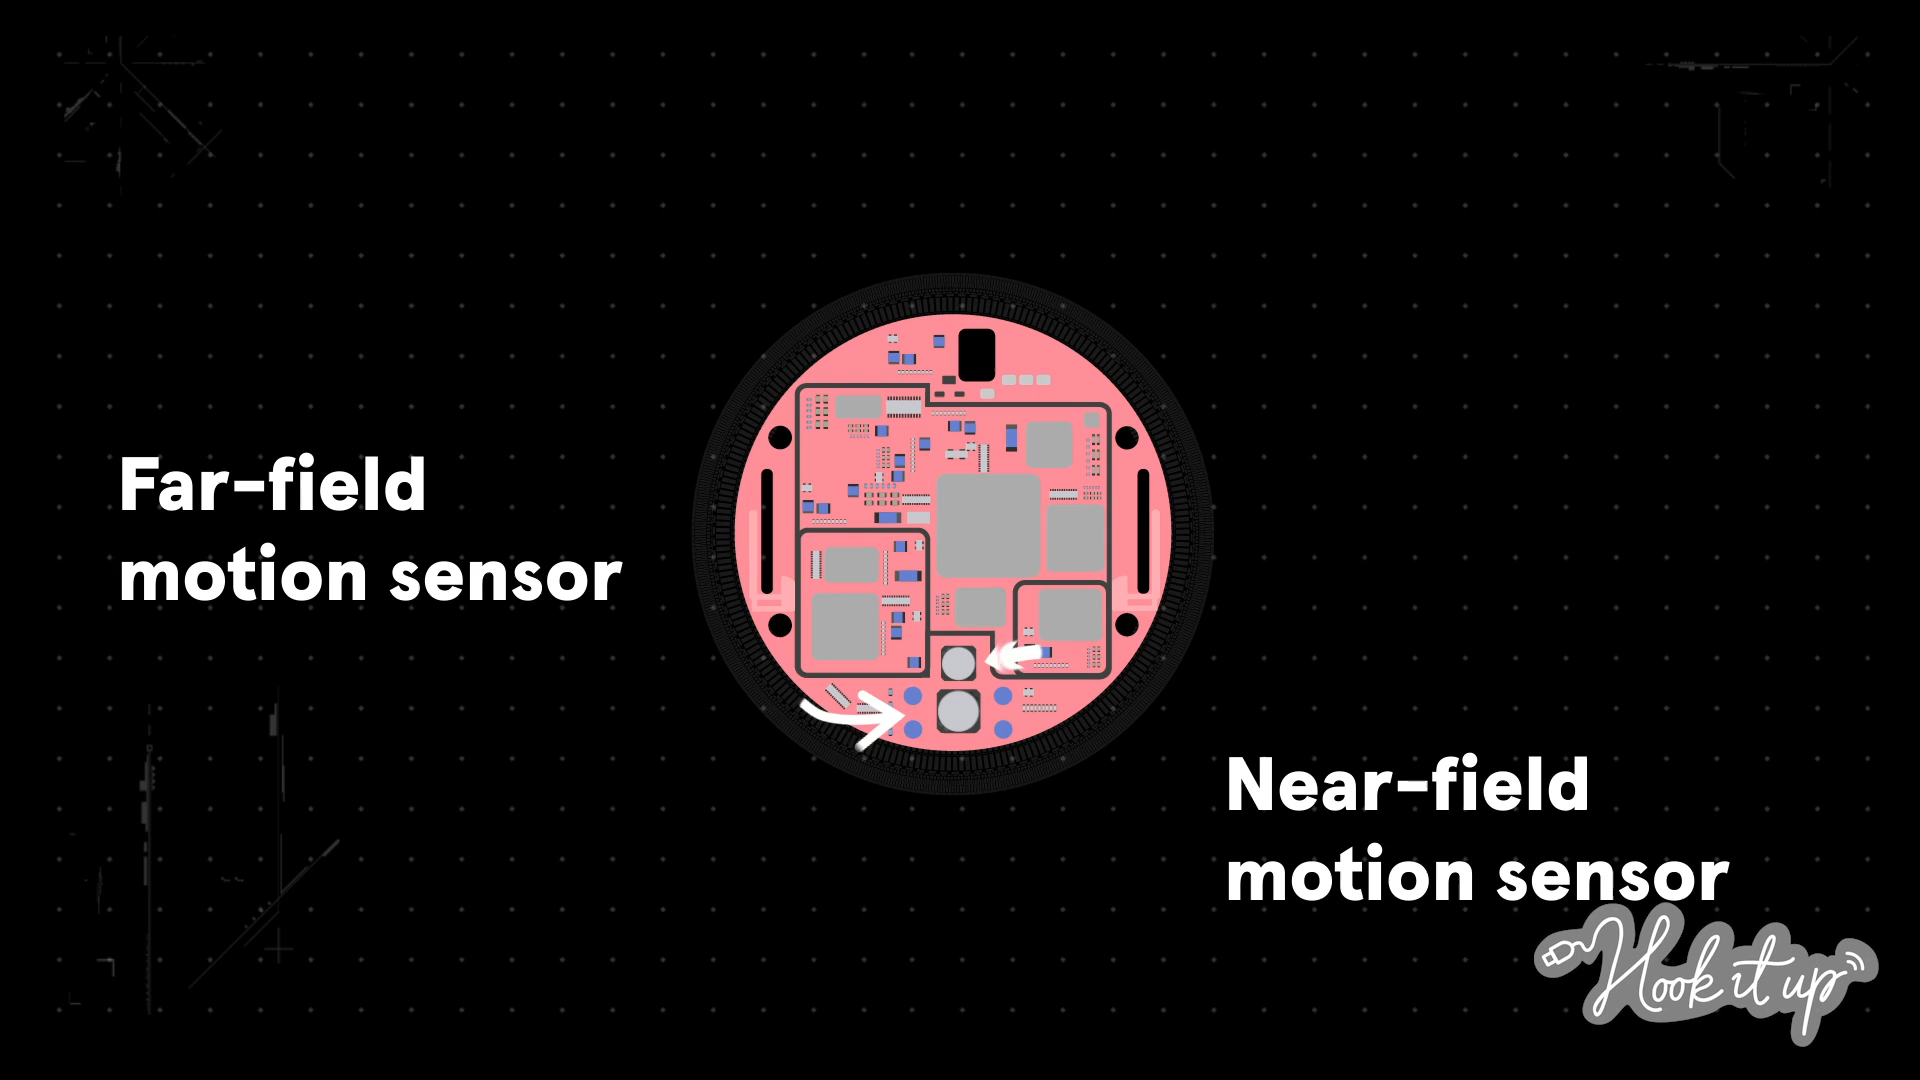 Far-field
motion sensor
Near-field
motion sensor
Hook it up